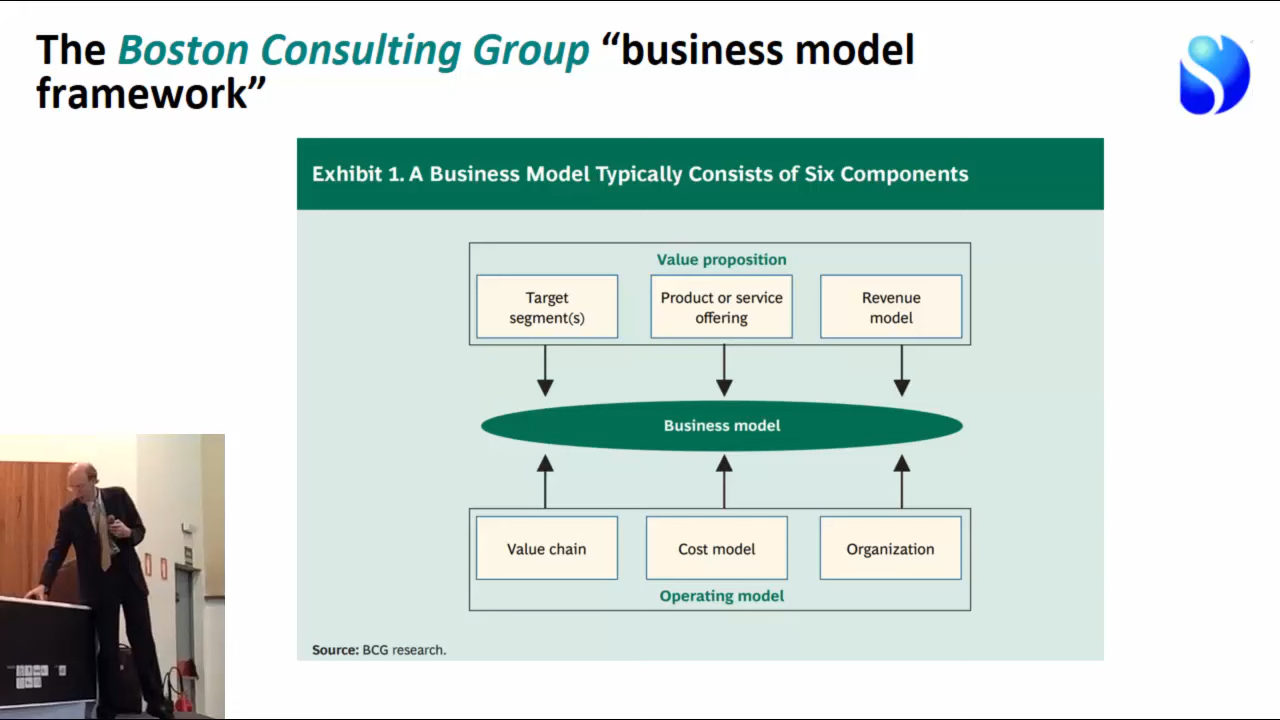 The Boston Consulting Group “business model
framework”
Exhibit 1. A Business Model Typically Consists of Six Components
Value proposition
Target
segment(s)
Product or service
offering
Revenue
model
Business model
Value chain
Cost model
Organization
Operating model
Source: BCG research.